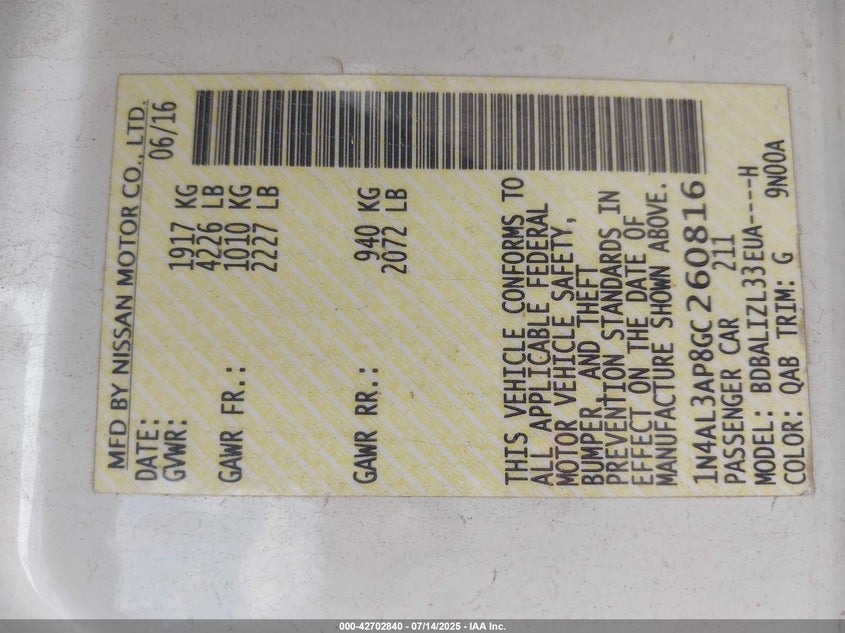 MFD BY NISSAN MOTOR CO., LTD.
DATE: 06/16
GVWR: 1917 KG
4226 LB
GAWR FR.: 1010 KG
2227 LB
GAWR RR.: 940 KG
2072 LB
THIS VEHICLE CONFORMS TO
ALL APPLICABLE FEDERAL
MOTOR VEHICLE SAFETY,
BUMPER, AND THEFT
PREVENTION STANDARDS IN
EFFECT ON THE DATE OF
MANUFACTURE SHOWN ABOVE.
1N4AL3AP8GC260816
PASSENGER CAR 211
MODEL: BDBALIZL33EUA----H
COLOR: QAB TRIM: G 9N00A
000-42702840 - 07/14/2025 - IAA Inc.